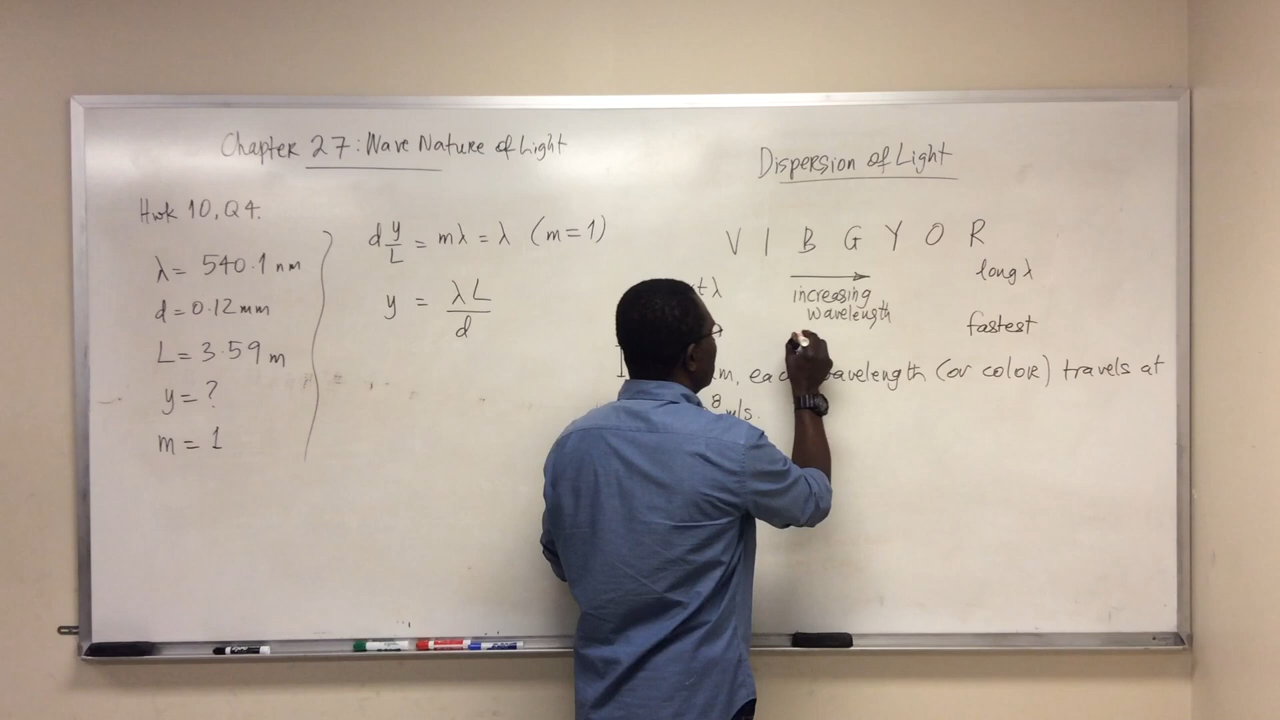 Chapter 27: Wave Nature of Light
Hwk 10, Q4.
λ = 540.1 nm
d = 0.12 mm
L = 3.59 m
y = ?
m = 1
d y/L = mλ = λ (m = 1)
y = λL/d
Dispersion of Light
V I B G Y O R
long λ
λ
increasing
wavelength
fastest
wavelength (or color) travels at
8 m/s.